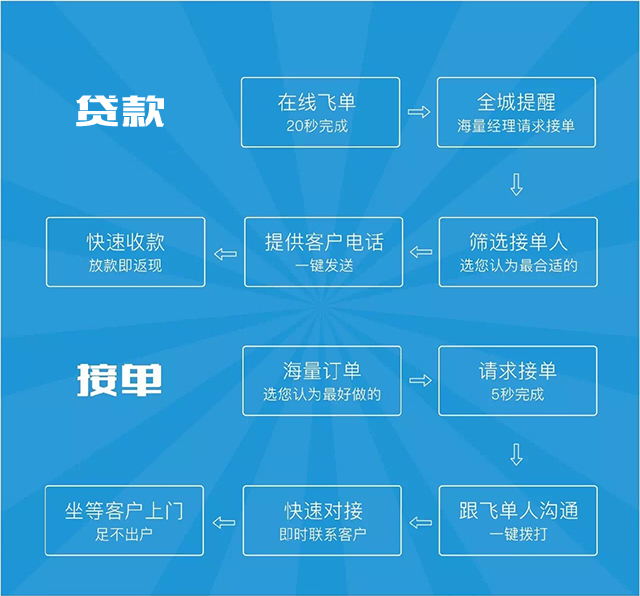 贷款
在线飞单
20秒完成
全城提醒
海量经理请求接单
筛选接单人
选您认为最合适的
提供客户电话
一键发送
快速收款
放款即返现
接单
海量订单
选您认为最好做的
请求接单
5秒完成
跟飞单人沟通
一键拨打
快速对接
即时联系客户
坐等客户上门
足不出户